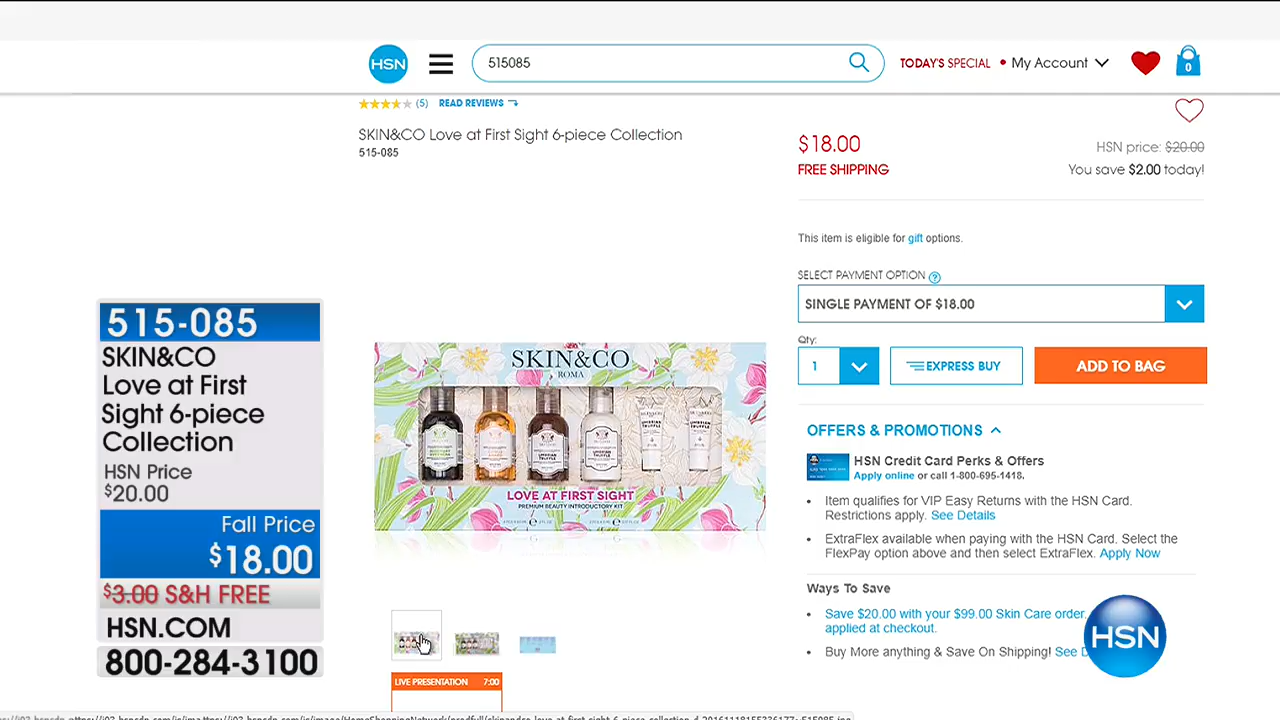 HSN
515085
TODAY'S SPECIAL • My Account
0
(5) READ REVIEWS
SKIN&CO Love at First Sight 6-piece Collection
515-085
$18.00
HSN price: $20.00
FREE SHIPPING
You save $2.00 today!
This item is eligible for gift options.
SELECT PAYMENT OPTION ?
SINGLE PAYMENT OF $18.00
Qty:
1
EXPRESS BUY
ADD TO BAG
OFFERS & PROMOTIONS
HSN Credit Card Perks & Offers
Apply online or call 1-800-695-1418.
• Item qualifies for VIP Easy Returns with the HSN Card.
Restrictions apply. See Details
• ExtraFlex available when paying with the HSN Card. Select the
FlexPay option above and then select ExtraFlex. Apply Now
Ways To Save
• Save $20.00 with your $99.00 Skin Care order,
applied at checkout.
• Buy More anything & Save On Shipping! See
HSN
515-085
SKIN&CO
Love at First
Sight 6-piece
Collection
HSN Price
$20.00
Fall Price
$18.00
$3.00 S&H FREE
HSN.COM
800-284-3100
SKIN&CO
ROMA
LOVE AT FIRST SIGHT
PREMIUM BEAUTY INTRODUCTORY KIT
LIVE PRESENTATION 7:00